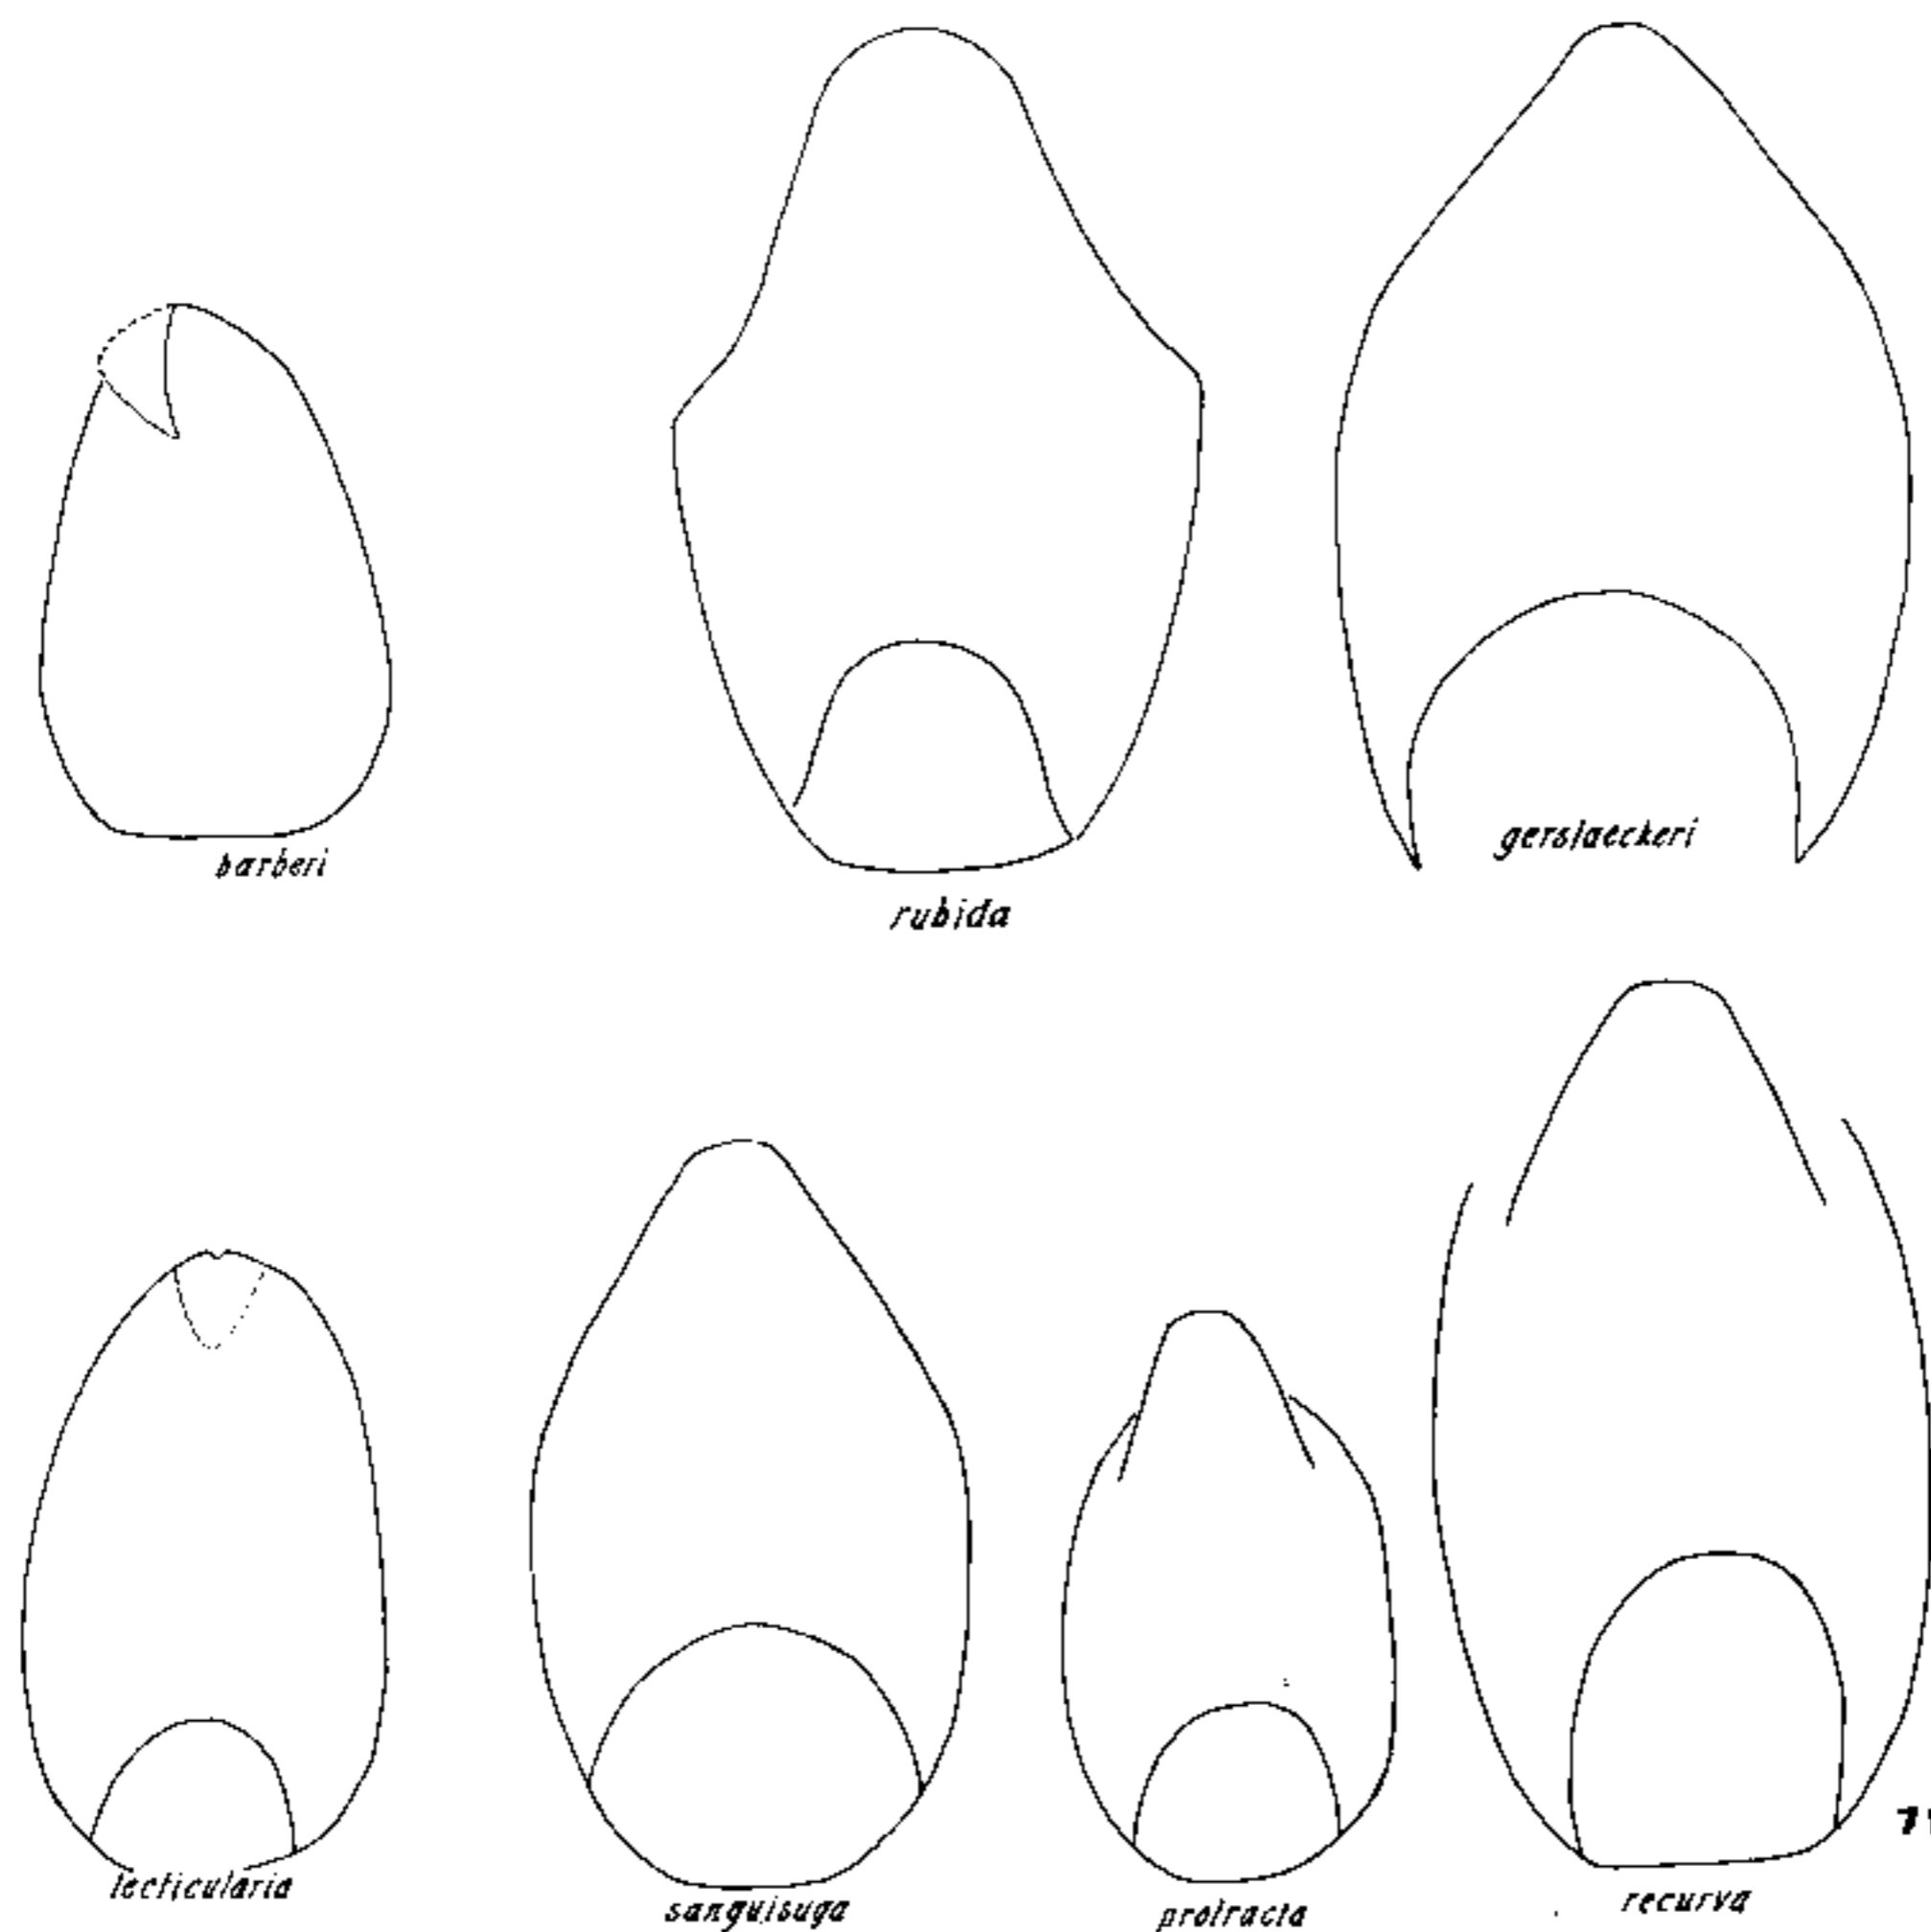 barberi
rubida
gerstaeckeri
lecticularia
sanguisuga
protracta
recurva